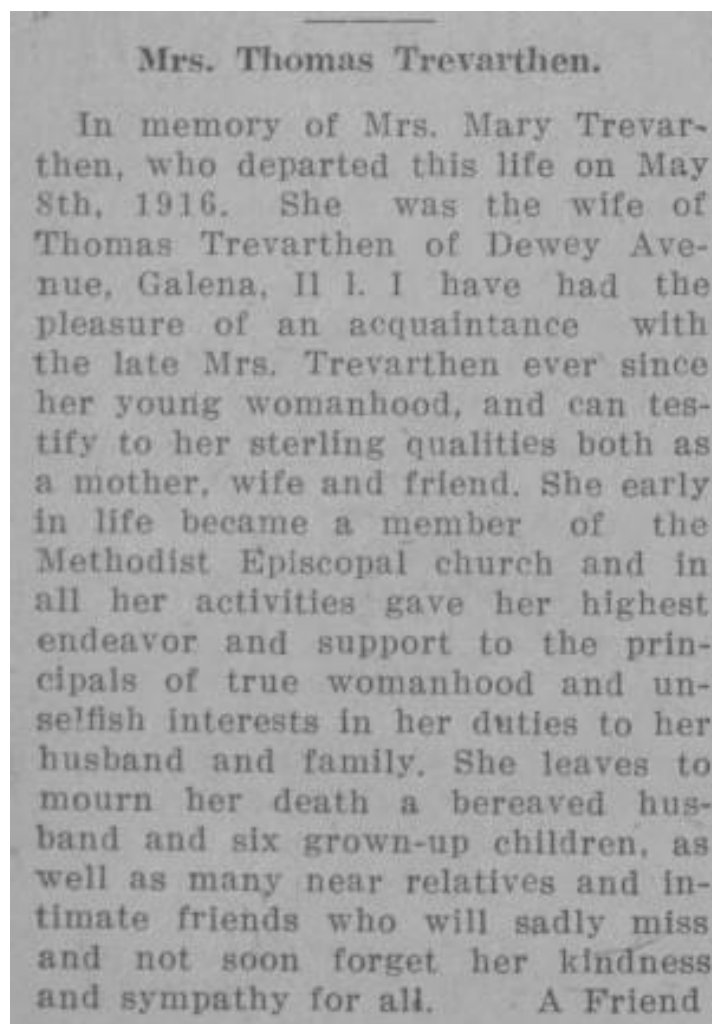 Mrs. Thomas Trevarthen.
In memory of Mrs. Mary Trevar-
then, who departed this life on May
8th, 1916. She was the wife of
Thomas Trevarthen of Dewey Ave-
nue, Galena, Il l. I have had the
pleasure of an acquaintance with
the late Mrs. Trevarthen ever since
her young womanhood, and can tes-
tify to her sterling qualities both as
a mother, wife and friend. She early
in life became a member of the
Methodist Episcopal church and in
all her activities gave her highest
endeavor and support to the prin-
cipals of true womanhood and un-
selfish interests in her duties to her
husband and family. She leaves to
mourn her death a bereaved hus-
band and six grown-up children, as
well as many near relatives and in-
timate friends who will sadly miss
and not soon forget her kindness
and sympathy for all. A Friend